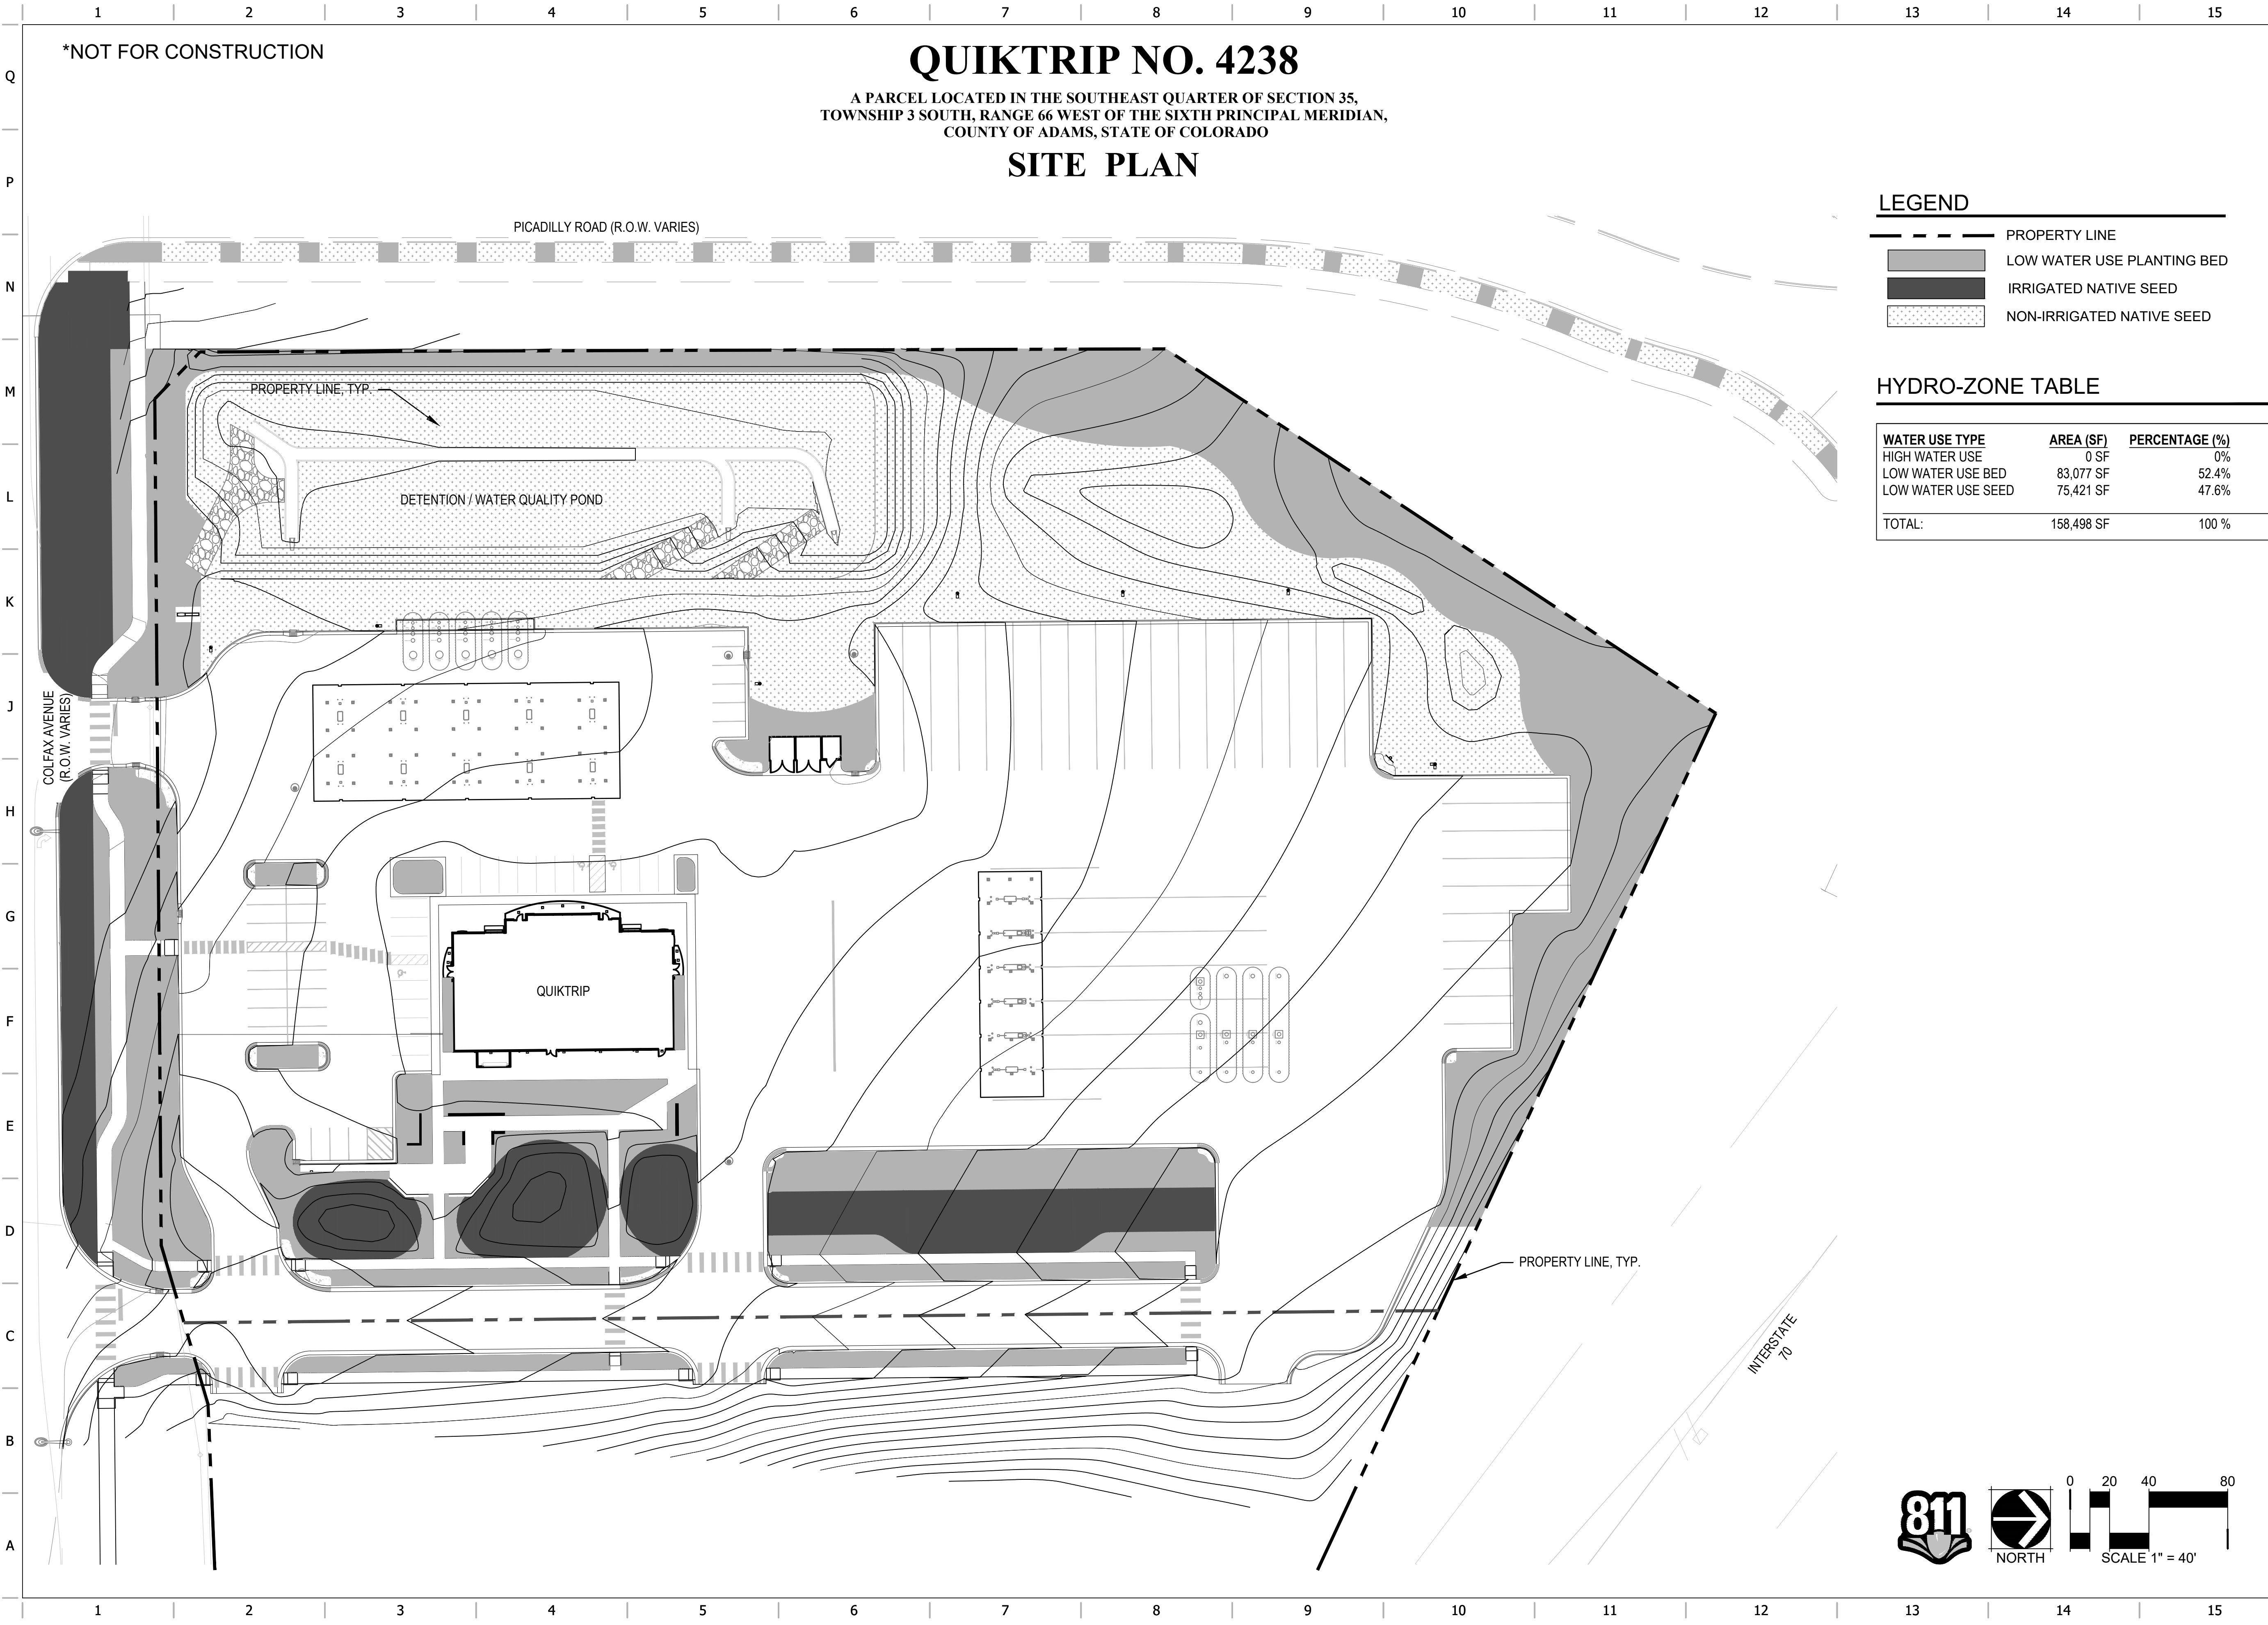 1 2 3 4 5 6 7 8 9 10 11 12 13 14 15
*NOT FOR CONSTRUCTION
QUIKTRIP NO. 4238
A PARCEL LOCATED IN THE SOUTHEAST QUARTER OF SECTION 35,
TOWNSHIP 3 SOUTH, RANGE 66 WEST OF THE SIXTH PRINCIPAL MERIDIAN,
COUNTY OF ADAMS, STATE OF COLORADO
SITE PLAN
Q
P
N
M
L
K
J
H
G
F
E
D
C
B
A
PICADILLY ROAD (R.O.W. VARIES)
LEGEND
PROPERTY LINE
LOW WATER USE PLANTING BED
IRRIGATED NATIVE SEED
NON-IRRIGATED NATIVE SEED
HYDRO-ZONE TABLE
WATER USE TYPE AREA (SF) PERCENTAGE (%)
HIGH WATER USE 0 SF 0%
LOW WATER USE BED 83,077 SF 52.4%
LOW WATER USE SEED 75,421 SF 47.6%
TOTAL: 158,498 SF 100 %
PROPERTY LINE, TYP.
DETENTION / WATER QUALITY POND
COLFAX AVENUE
(R.O.W. VARIES)
QUIKTRIP
PROPERTY LINE, TYP.
INTERSTATE
70
811
NORTH
0 20 40 80
SCALE 1" = 40'
1 2 3 4 5 6 7 8 9 10 11 12 13 14 15